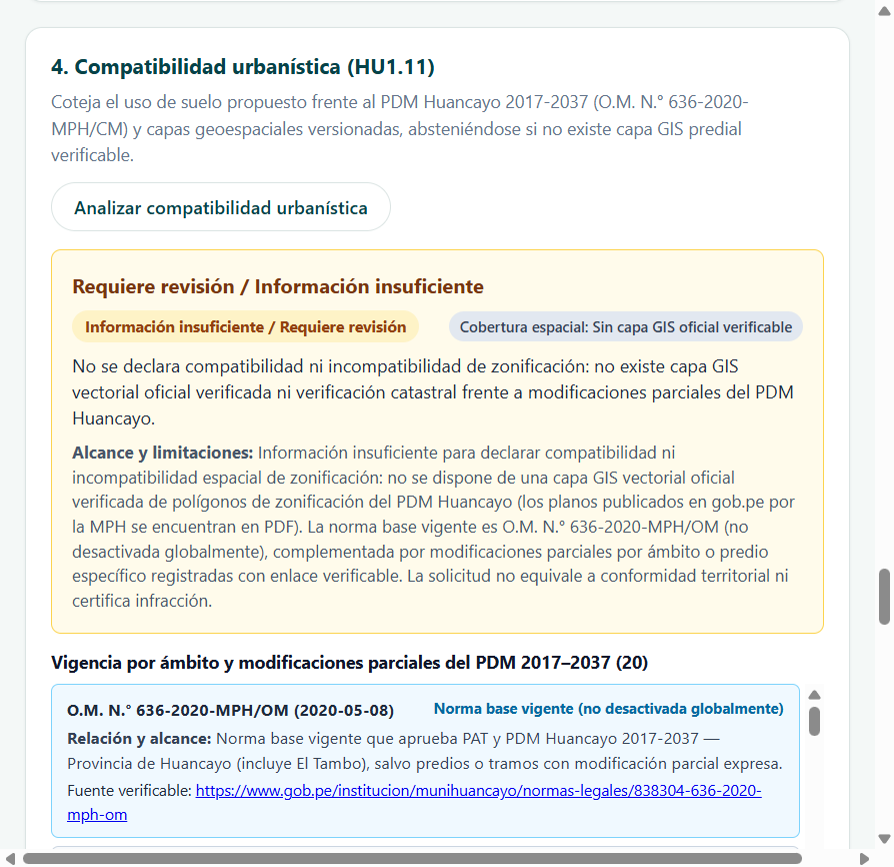 4. Compatibilidad urbanística (HU1.11)
Coteja el uso de suelo propuesto frente al PDM Huancayo 2017-2037 (O.M. N.° 636-2020-
MPH/CM) y capas geoespaciales versionadas, absteniéndose si no existe capa GIS predial
verificable.
Analizar compatibilidad urbanística
Requiere revisión / Información insuficiente
Información insuficiente / Requiere revisión
Cobertura espacial: Sin capa GIS oficial verificable
No se declara compatibilidad ni incompatibilidad de zonificación: no existe capa GIS
vectorial oficial verificada ni verificación catastral frente a modificaciones parciales del PDM
Huancayo.
Alcance y limitaciones: Información insuficiente para declarar compatibilidad ni
incompatibilidad espacial de zonificación: no se dispone de una capa GIS vectorial oficial
verificada de polígonos de zonificación del PDM Huancayo (los planos publicados en gob.pe por
la MPH se encuentran en PDF). La norma base vigente es O.M. N.° 636-2020-MPH/OM (no
desactivada globalmente), complementada por modificaciones parciales por ámbito o predio
específico registradas con enlace verificable. La solicitud no equivale a conformidad territorial ni
certifica infracción.
Vigencia por ámbito y modificaciones parciales del PDM 2017–2037 (20)
O.M. N.° 636-2020-MPH/OM (2020-05-08)
Norma base vigente (no desactivada globalmente)
Relación y alcance: Norma base vigente que aprueba PAT y PDM Huancayo 2017-2037 —
Provincia de Huancayo (incluye El Tambo), salvo predios o tramos con modificación parcial expresa.
Fuente verificable: https://www.gob.pe/institucion/munihuancayo/normas-legales/838304-636-2020-
mph-om